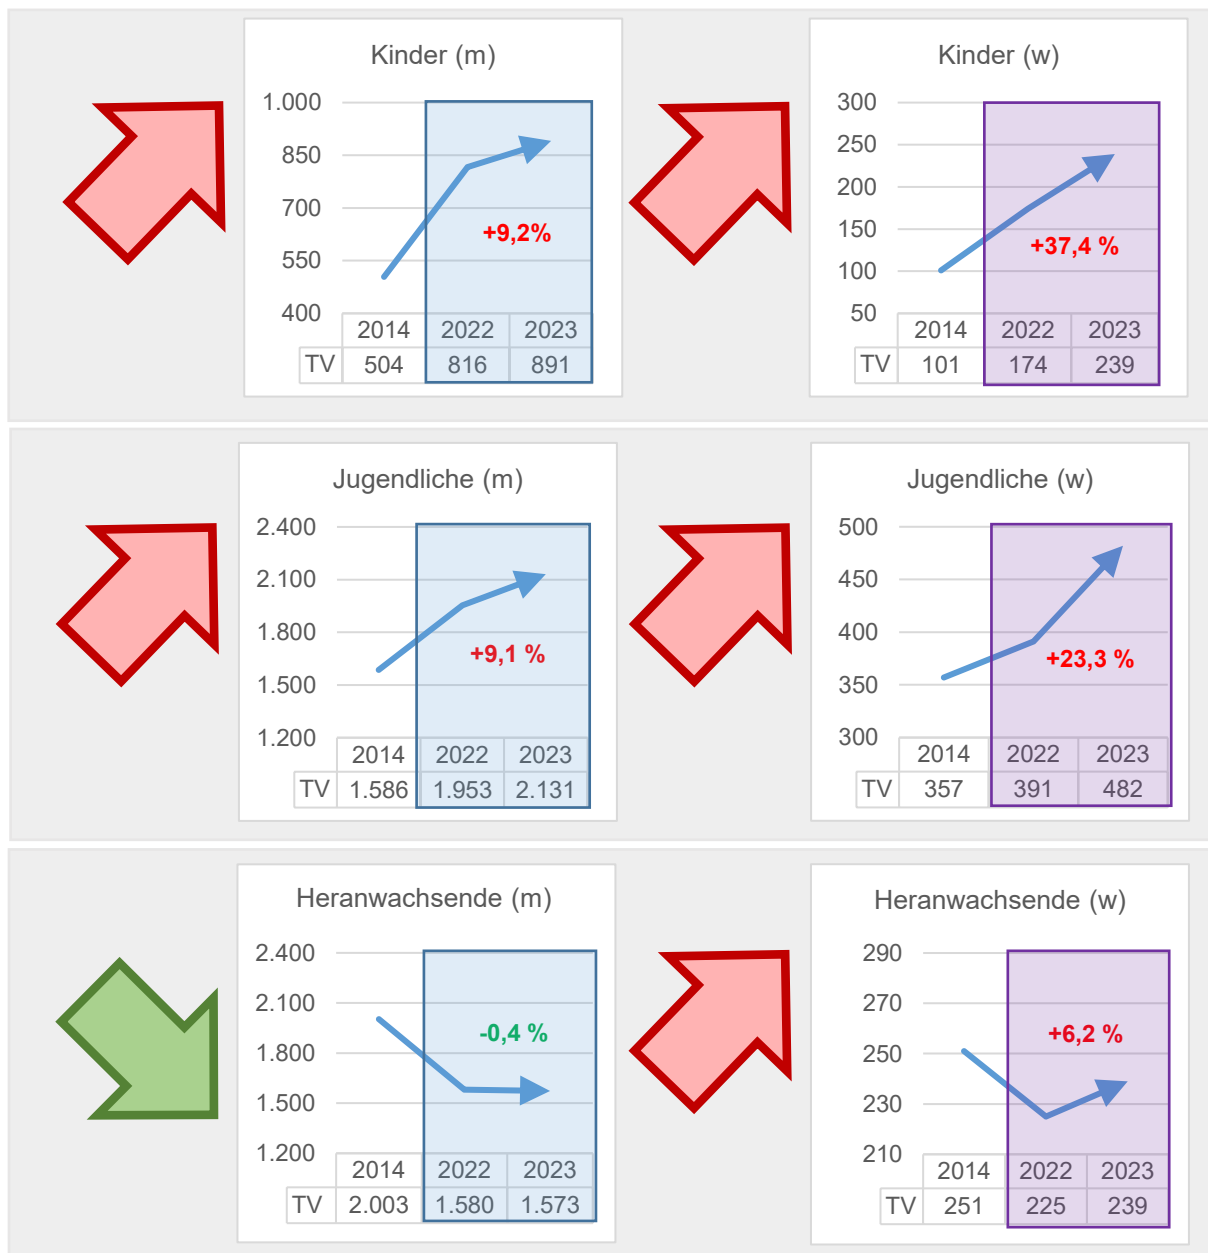 Kinder (m)
1.000
850
700
550
400
+9,2%
2014 2022 2023
TV 504 816 891
Kinder (w)
300
250
200
150
100
50
+37,4 %
2014 2022 2023
TV 101 174 239
Jugendliche (m)
2.400
2.100
1.800
1.500
1.200
+9,1 %
2014 2022 2023
TV 1.586 1.953 2.131
Jugendliche (w)
500
450
400
350
300
+23,3 %
2014 2022 2023
TV 357 391 482
Heranwachsende (m)
2.400
2.100
1.800
1.500
1.200
-0,4 %
2014 2022 2023
TV 2.003 1.580 1.573
Heranwachsende (w)
290
270
250
230
210
+6,2 %
2014 2022 2023
TV 251 225 239